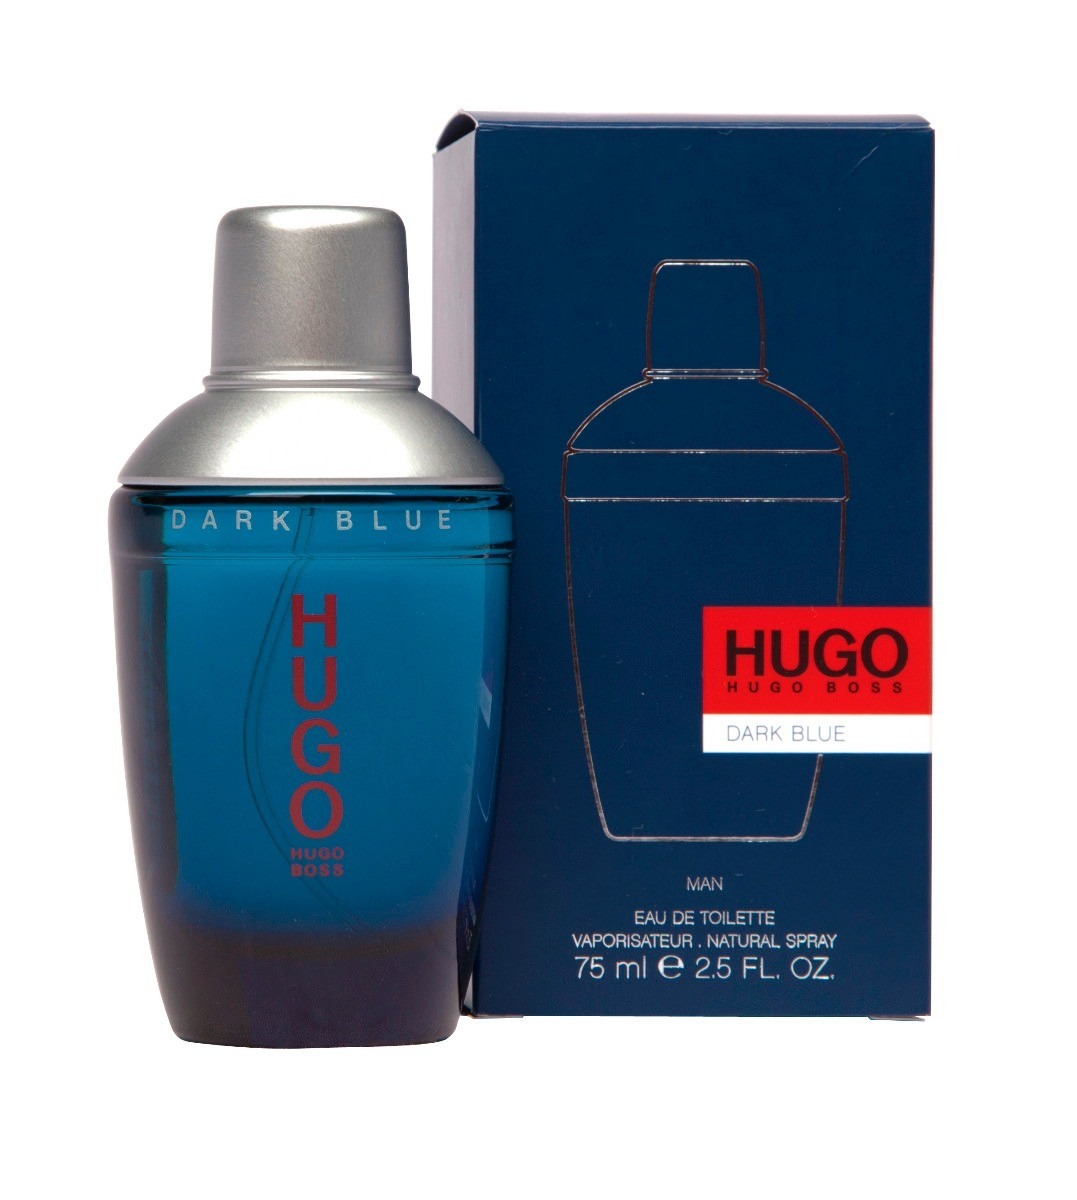 DARK BLUE
HUGO
HUGO
BOSS
HUGO
HUGO BOSS
DARK BLUE
MAN
EAU DE TOILETTE
VAPORISATEUR . NATURAL SPRAY
75 ml ℮ 2.5 FL. OZ.